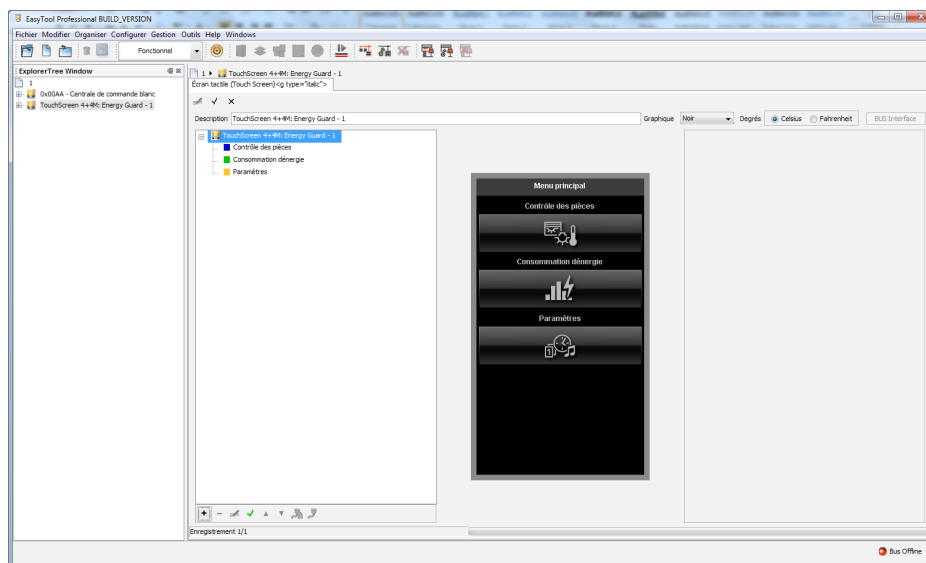 EasyTool Professional BUILD_VERSION
Fichier Modifier Organiser Configurer Gestion Outils Help Windows
Fonctionnel
ExplorerTree Window
1
0x00AA - Centrale de commande blanc
TouchScreen 4+4M: Energy Guard - 1
1 TouchScreen 4+4M: Energy Guard - 1
Écran tactile (Touch Screen)<g type="italic">
Description TouchScreen 4+4M: Energy Guard - 1 Graphique Noir Degrés Celsius Fahrenheit BUS Interface
TouchScreen 4+4M: Energy Guard - 1
Contrôle des pièces
Consommation dénergie
Paramètres
Menu principal
Contrôle des pièces
Consommation dénergie
Paramètres
1
Enregistrement 1/1
Bus Offline